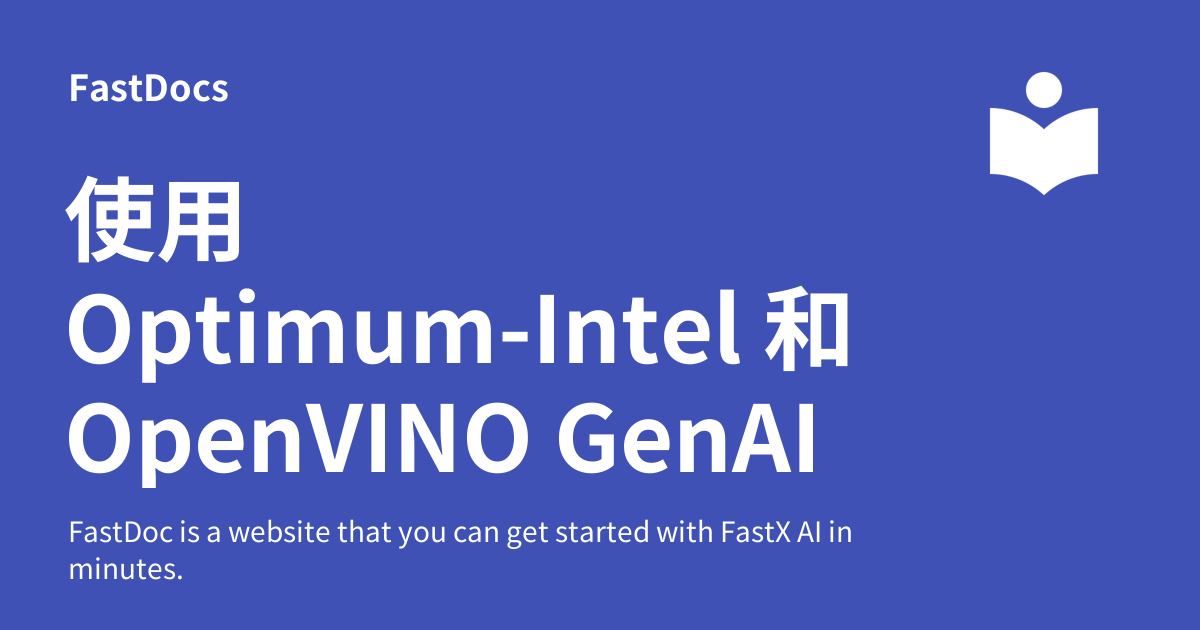 FastDocs
使用
Optimum-Intel 和
OpenVINO GenAI
FastDoc is a website that you can get started with FastX AI in
minutes.